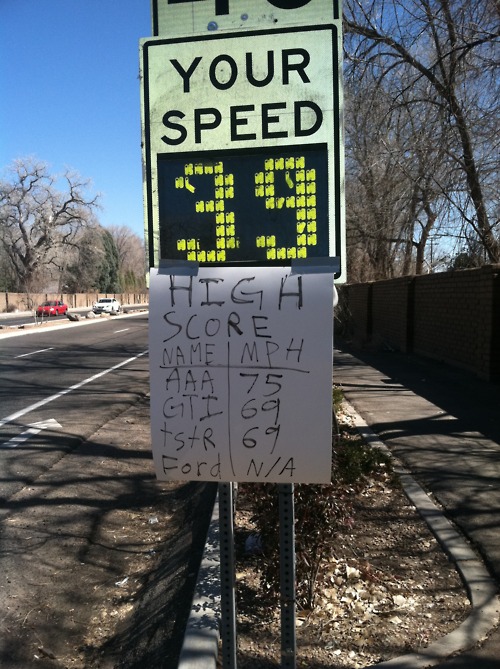 YOUR
SPEED
39
HIGH
SCORE
NAME MPH
AAA 75
GTI 69
tstR 69
Ford N/A